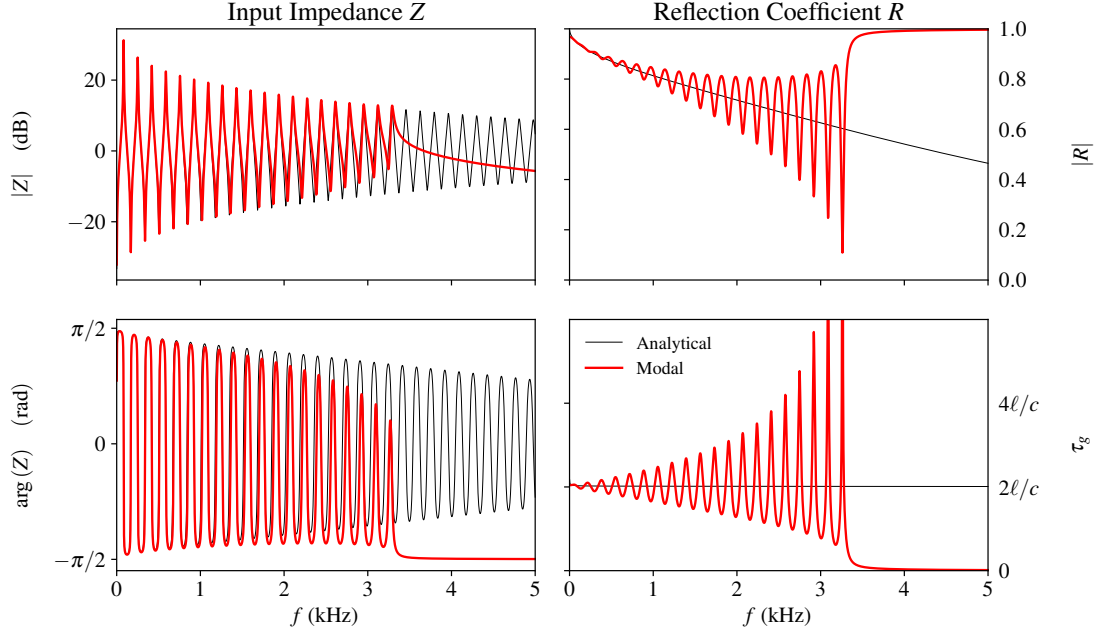 Input Impedance Z
Reflection Coefficient R
|Z| (dB)
20
0
−20
1.0
0.8
0.6
0.4
0.2
0.0
|R|
arg(Z) (rad)
π/2
0
−π/2
0 1 2 3 4 5
f (kHz)
Analytical
Modal
4ℓ/c
2ℓ/c
0
τg
0 1 2 3 4 5
f (kHz)